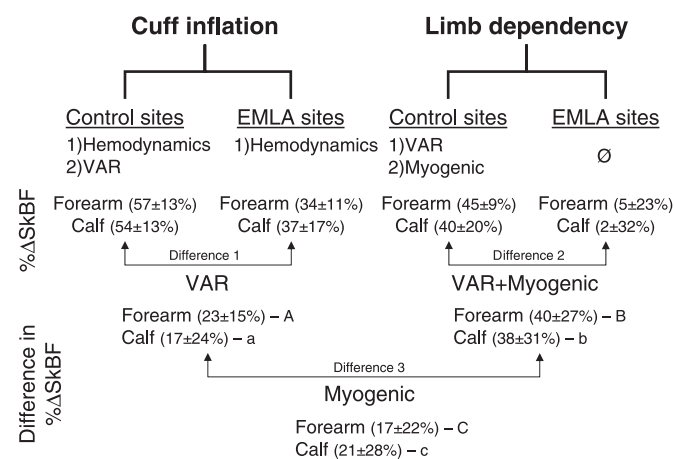 Cuff inflation
Limb dependency
Control sites
EMLA sites
Control sites
EMLA sites
1)Hemodynamics
2)VAR
1)Hemodynamics
1)VAR
2)Myogenic
Ø
%ΔSkBF
Forearm (57±13%)
Calf (54±13%)
Forearm (34±11%)
Calf (37±17%)
Forearm (45±9%)
Calf (40±20%)
Forearm (5±23%)
Calf (2±32%)
Difference 1
Difference 2
VAR
VAR+Myogenic
Difference in
%ΔSkBF
Forearm (23±15%) – A
Calf (17±24%) – a
Forearm (40±27%) – B
Calf (38±31%) – b
Difference 3
Myogenic
Forearm (17±22%) – C
Calf (21±28%) – c